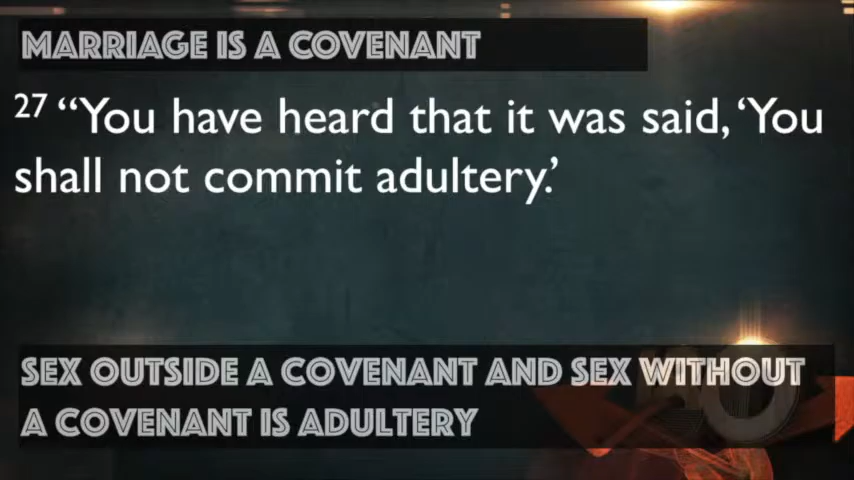 MARRIAGE IS A COVENANT
27 “You have heard that it was said, ‘You
shall not commit adultery.’
SEX OUTSIDE A COVENANT AND SEX WITHOUT
A COVENANT IS ADULTERY